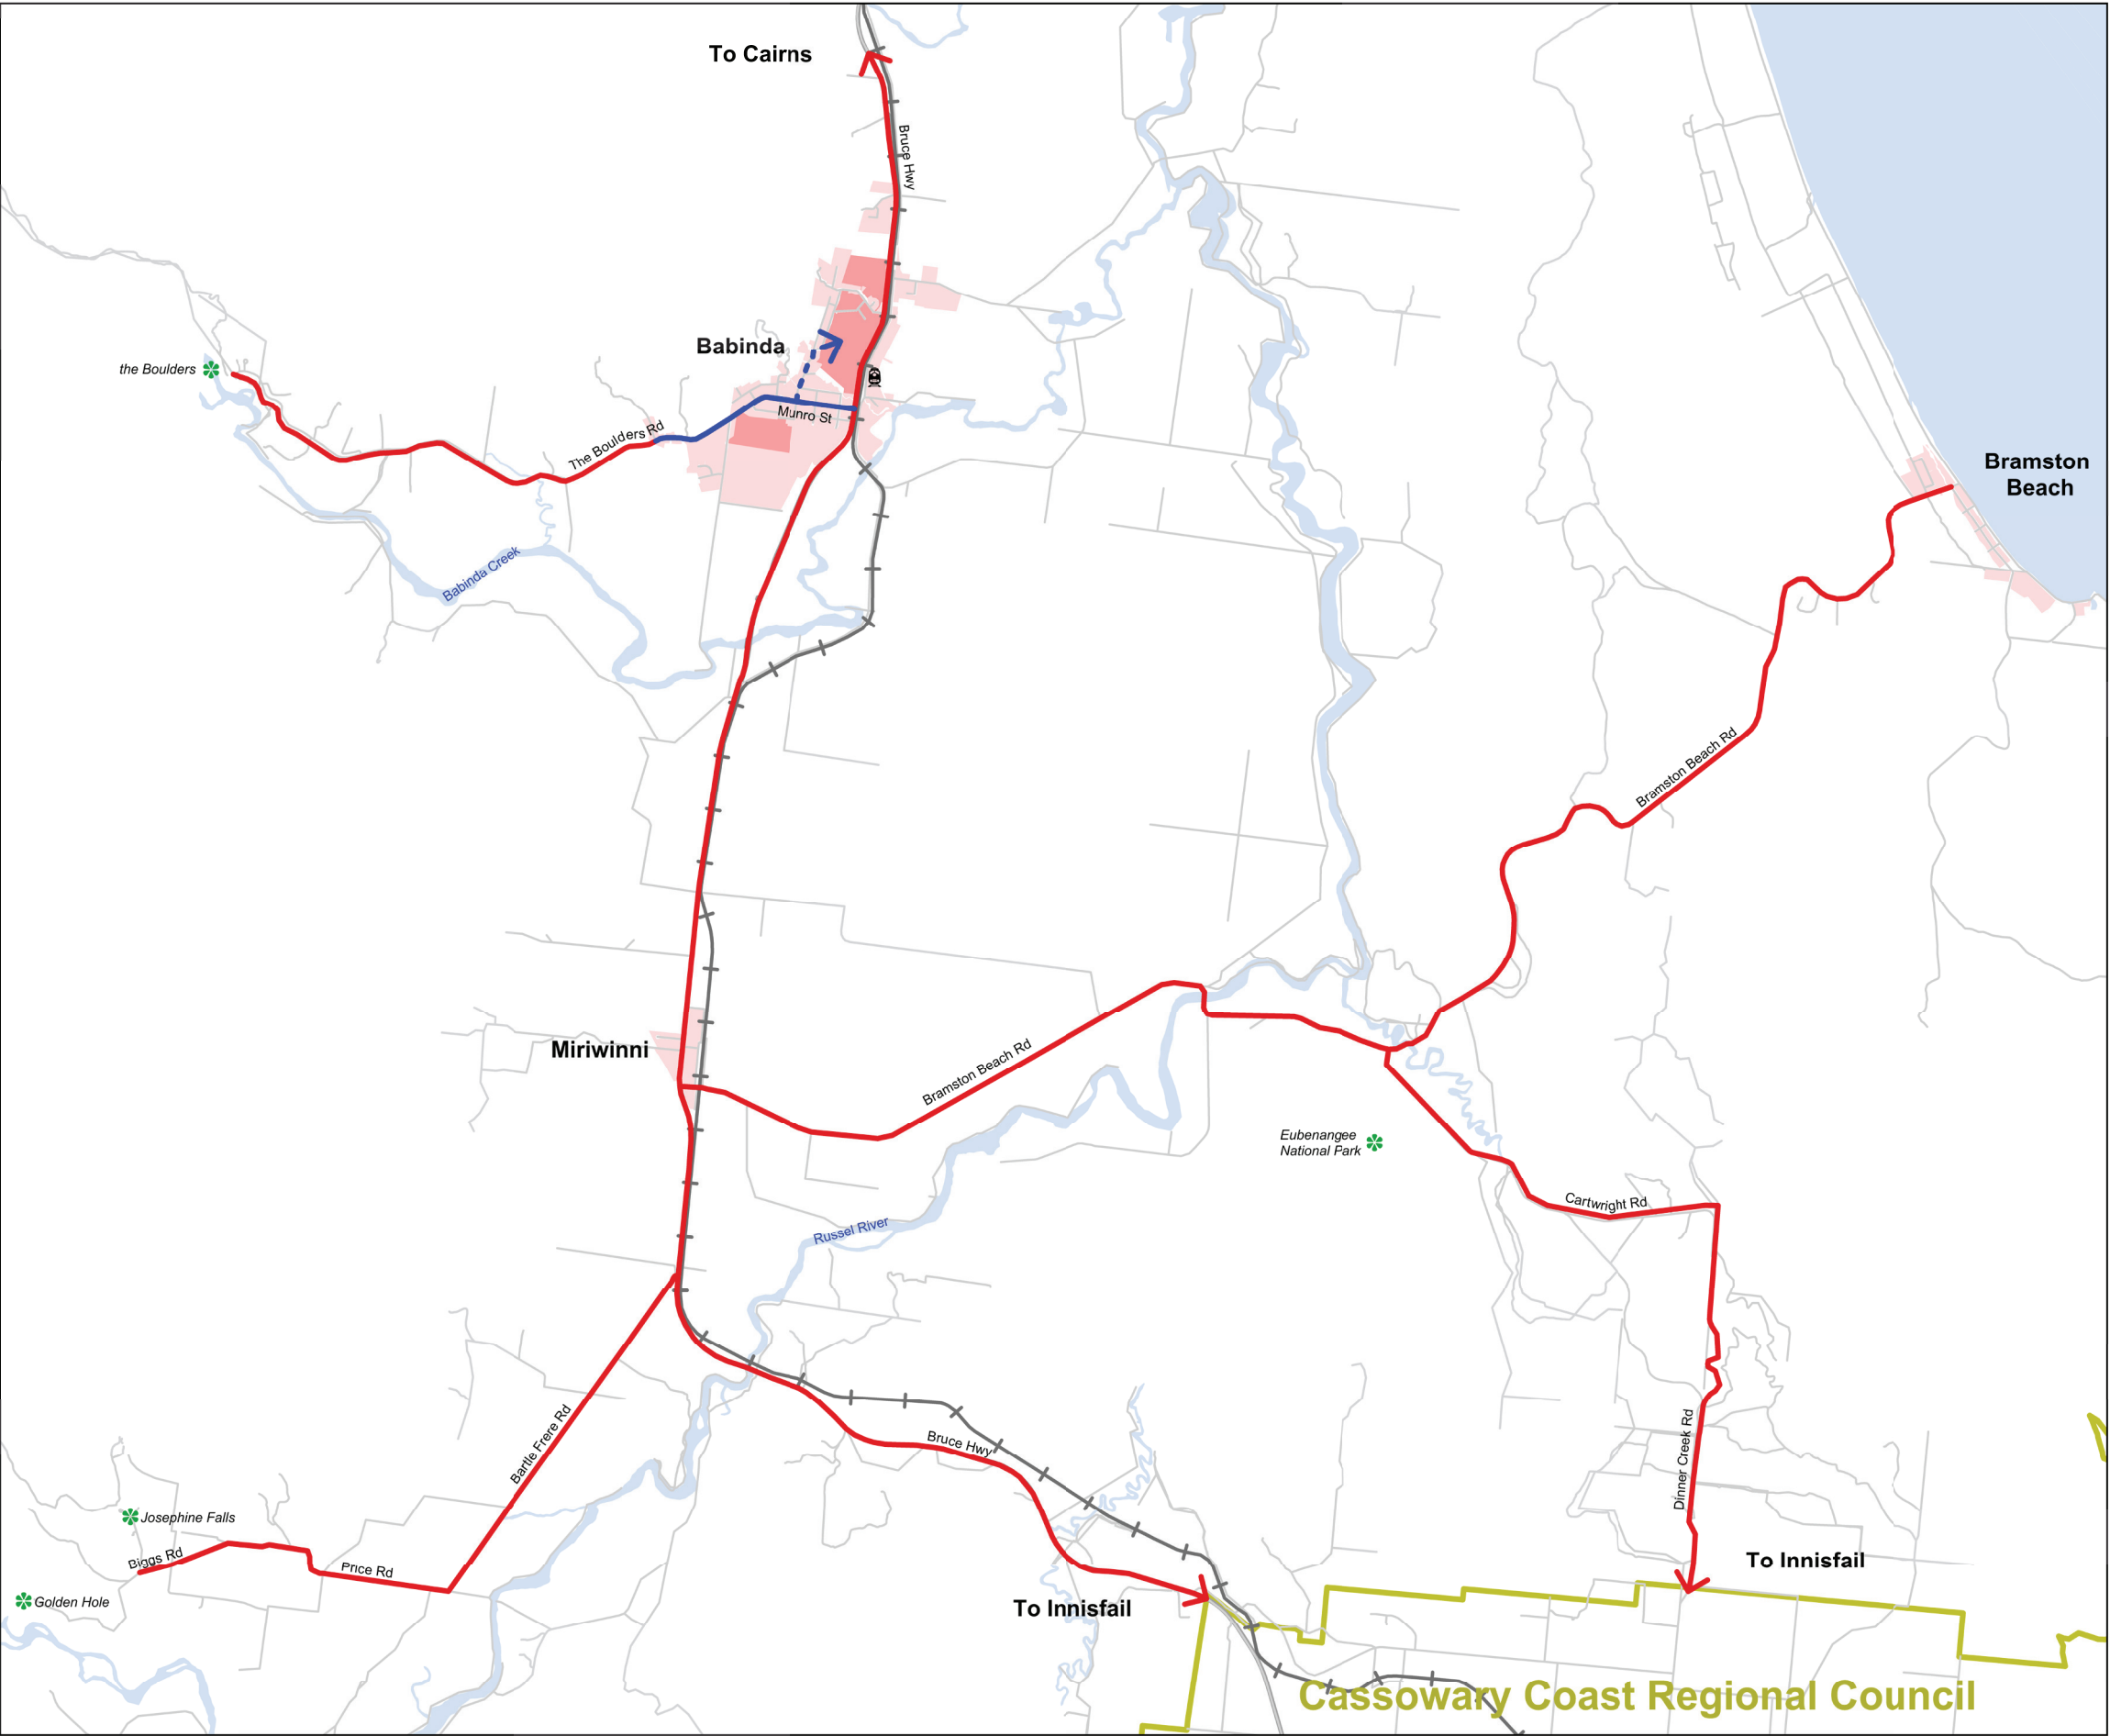 To Cairns
Bruce Hwy
Babinda
the Boulders
Munro St
The Boulders Rd
Bramston
Beach
Babinda Creek
Bramston Beach Rd
Miriwinni
Bramston Beach Rd
Eubenangee
National Park
Cartwright Rd
Russel River
Bartle Frere Rd
Bruce Hwy
Dinner Creek Rd
Josephine Falls
Biggs Rd
Price Rd
To Innisfail
Golden Hole
To Innisfail
Cassowary Coast Regional Council